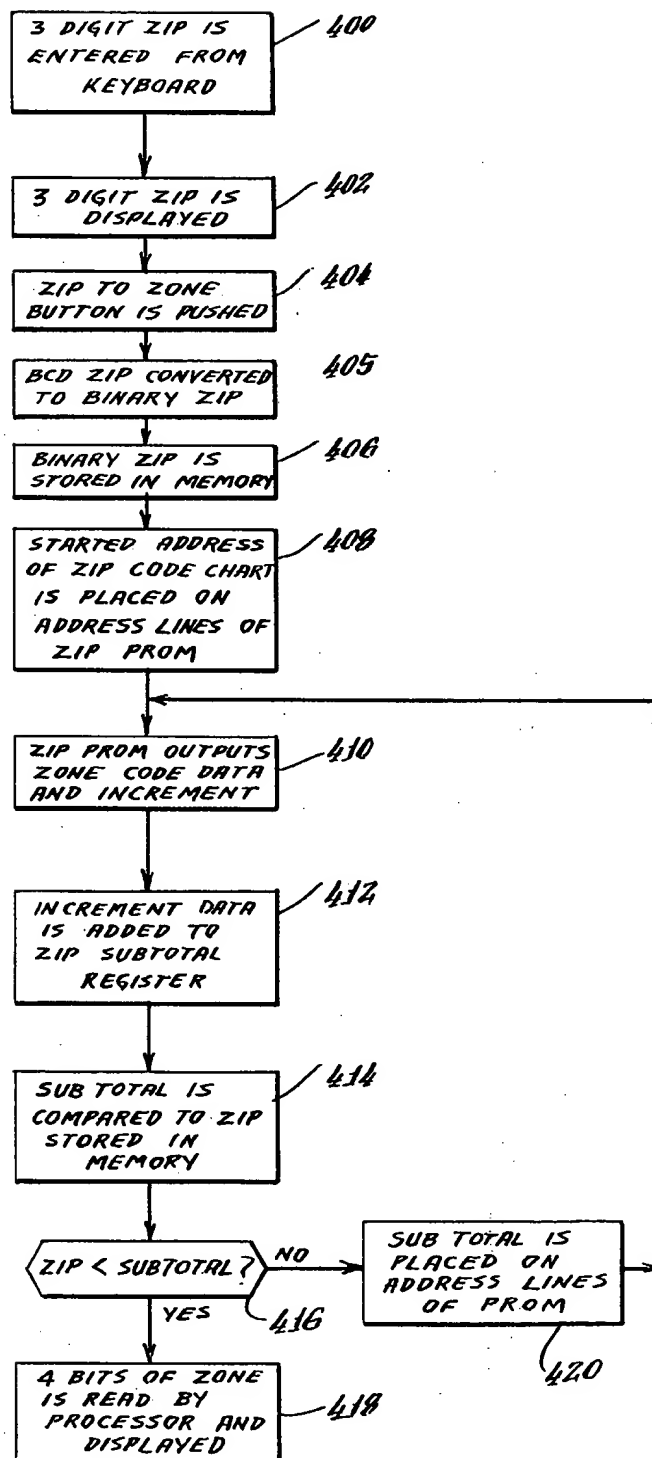 3 DIGIT ZIP IS
ENTERED FROM
KEYBOARD
400
3 DIGIT ZIP IS
DISPLAYED
402
ZIP TO ZONE
BUTTON IS PUSHED
404
BCD ZIP CONVERTED
TO BINARY ZIP
405
BINARY ZIP IS
STORED IN MEMORY
406
STARTED ADDRESS
OF ZIP CODE CHART
IS PLACED ON
ADDRESS LINES OF
ZIP PROM
408
ZIP PROM OUTPUTS
ZONE CODE DATA
AND INCREMENT
410
INCREMENT DATA
IS ADDED TO
ZIP SUBTOTAL
REGISTER
412
SUB TOTAL IS
COMPARED TO ZIP
STORED IN
MEMORY
414
ZIP < SUBTOTAL?
NO
YES
416
SUB TOTAL IS
PLACED ON
ADDRESS LINES
OF PROM
420
4 BITS OF ZONE
IS READ BY
PROCESSOR AND
DISPLAYED
418